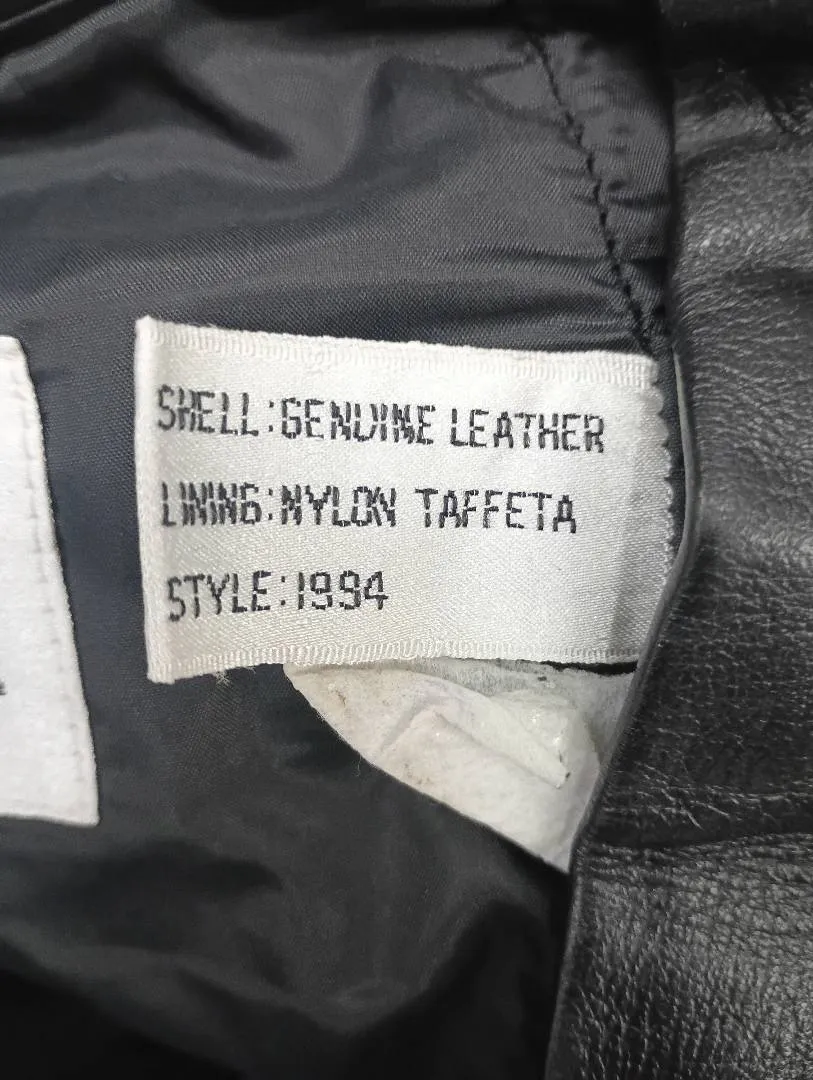 SHELL:GENUINE LEATHER
LINING:NYLON TAFFETA
STYLE:1994